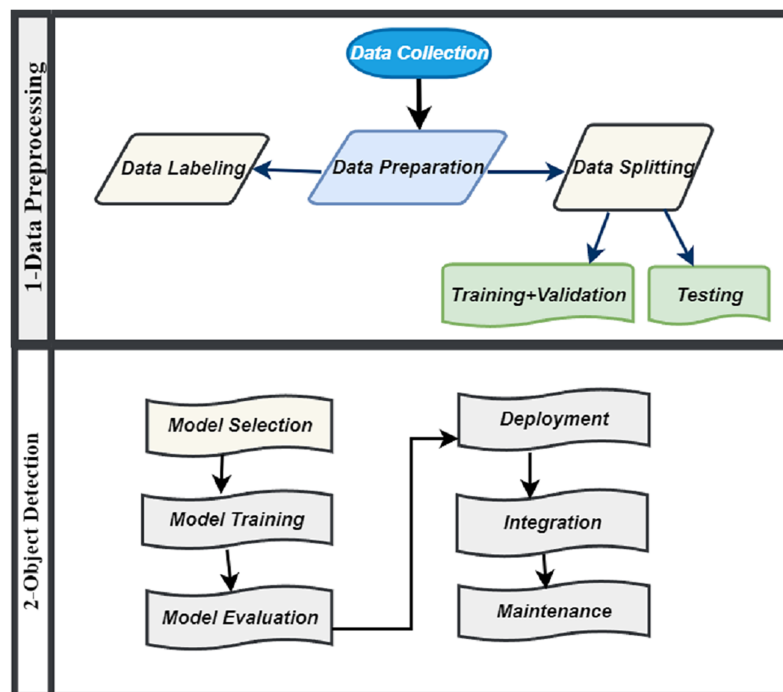 1-Data Preprocessing
Data Collection
Data Labeling
Data Preparation
Data Splitting
Training+Validation
Testing
2-Object Detection
Model Selection
Model Training
Model Evaluation
Deployment
Integration
Maintenance